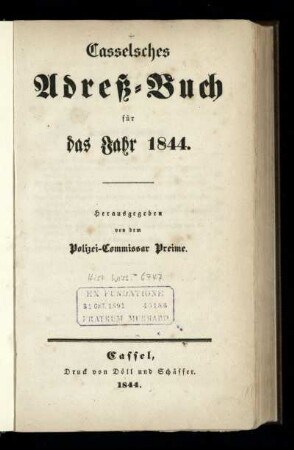 Casselsches
Adreß-Buch
für
das Jahr 1844.
Herausgegeben
von dem
Polizei-Commissar Preime.
EX FUNDATIONE
FRATRUM MURHARD
Cassel,
Druck von Döll und Schäffer.
1844.